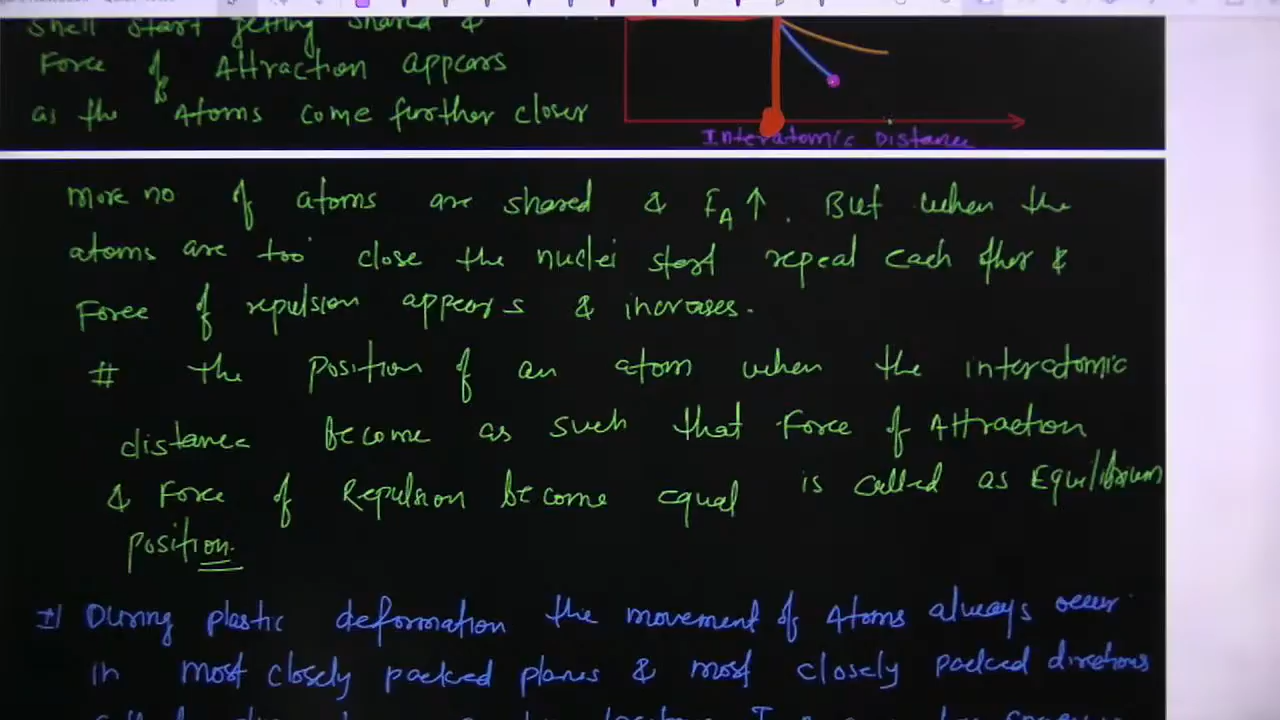 shell start getting shared &
Force of Attraction appears
as the Atoms come further closer
Interatomic Distance
more no of atoms are shared & FA ↑. But when the
atoms are too close the nuclei start repeal each other &
Force of repulsion appears & increases.
# the position of an atom when the interatomic
distance become as such that Force of Attraction
& Force of Repulsion become equal is called as Equilibrium
position.
I) During plastic deformation the movement of Atoms always occur
in most closely packed planes & most closely packed directions